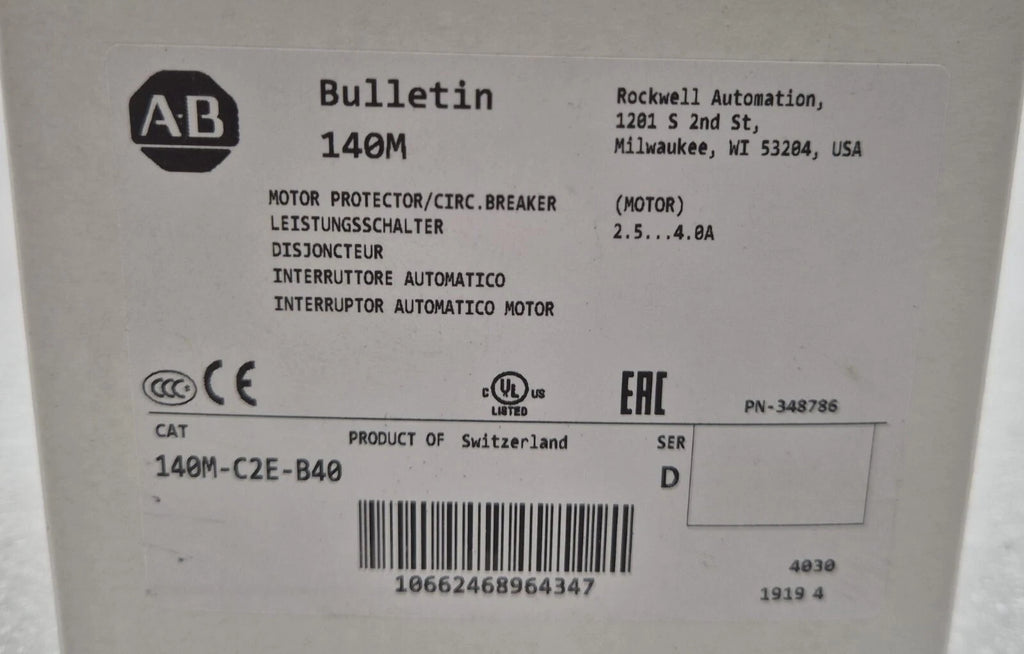 A·B
Bulletin
140M
Rockwell Automation,
1201 S 2nd St,
Milwaukee, WI 53204, USA
MOTOR PROTECTOR/CIRC.BREAKER
LEISTUNGSSCHALTER
DISJONCTEUR
INTERRUTTORE AUTOMATICO
INTERRUPTOR AUTOMATICO MOTOR
(MOTOR)
2.5...4.0A
CCC CE
C UL US
LISTED
EAC
PN-348786
CAT
PRODUCT OF Switzerland
SER
140M-C2E-B40
D
10662468964347
4030
1919 4